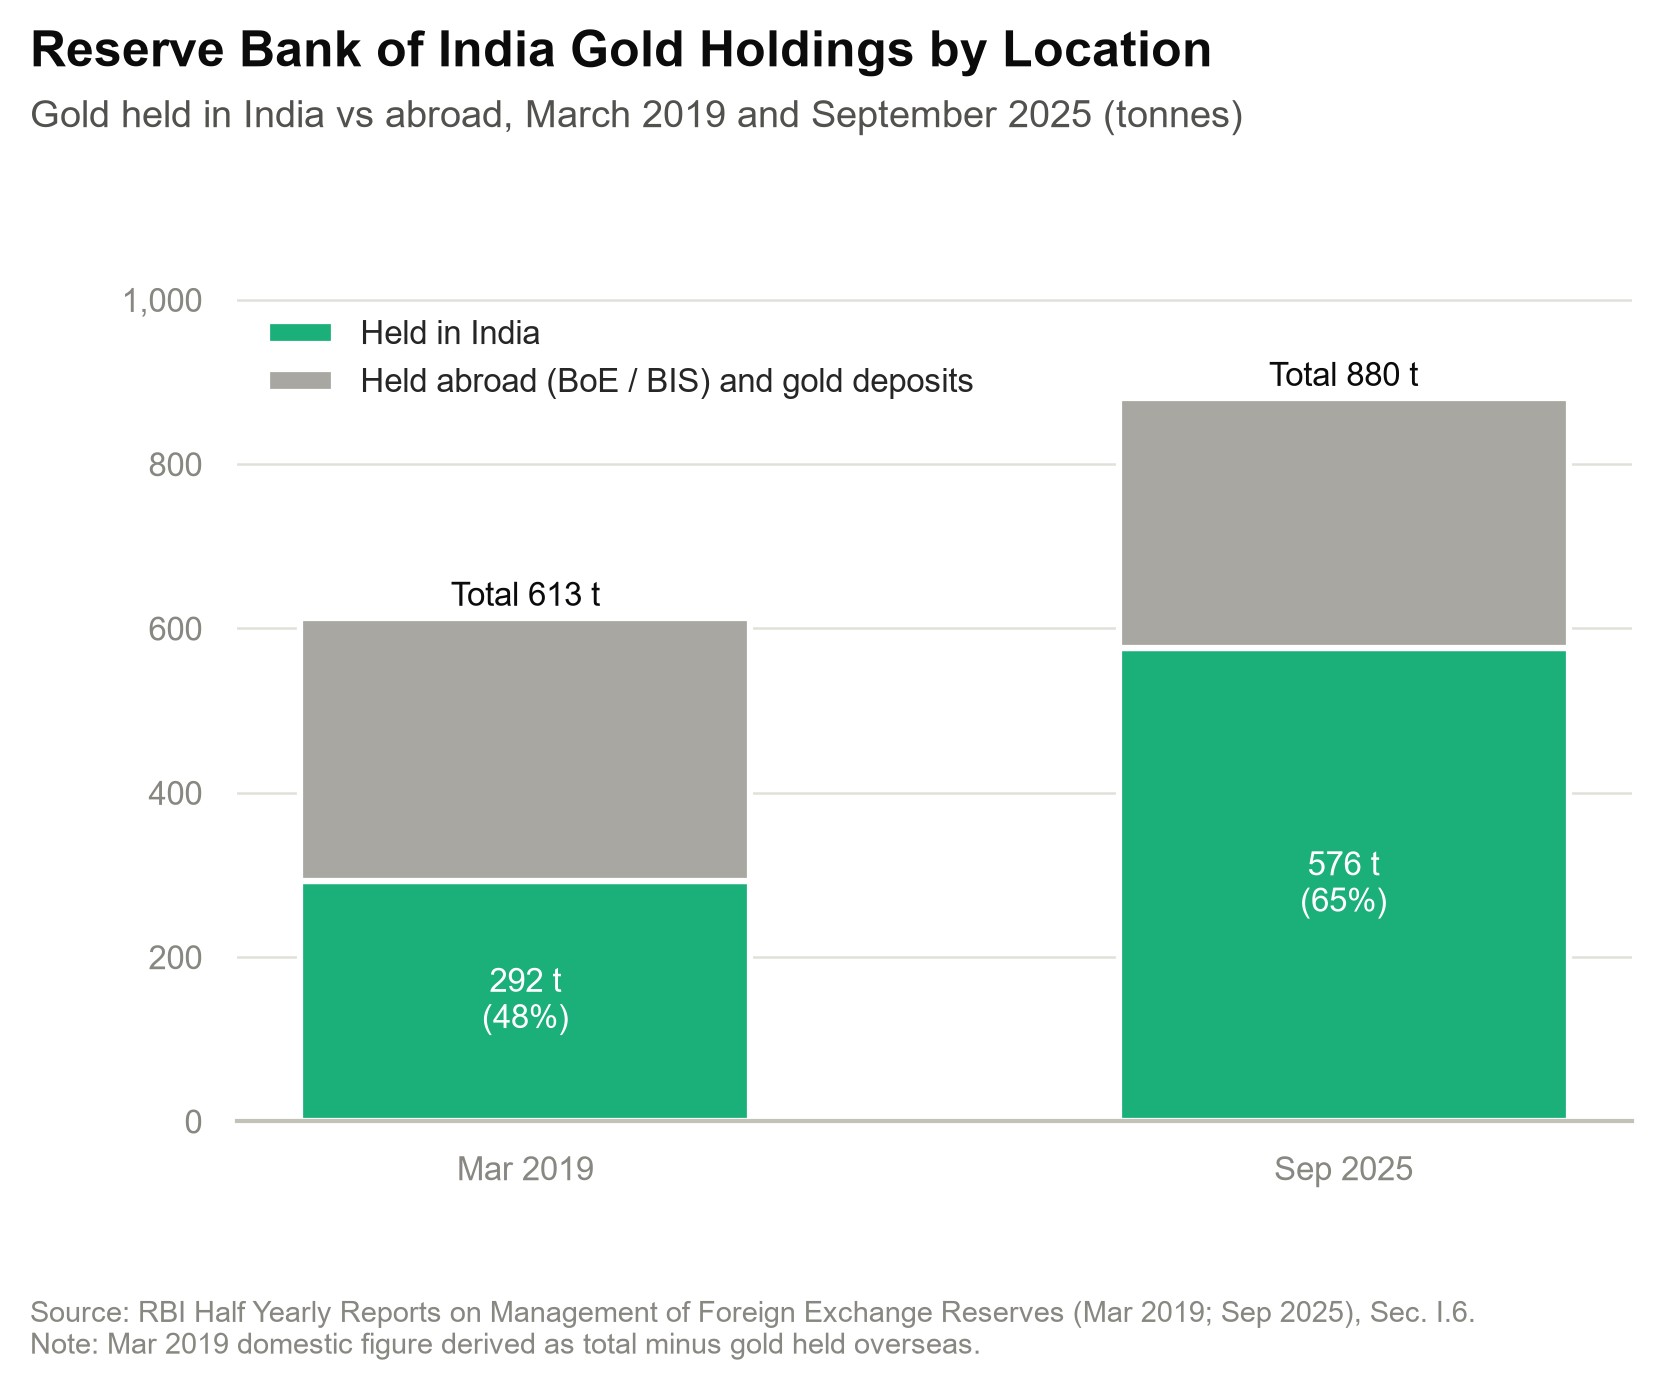 Reserve Bank of India Gold Holdings by Location
Gold held in India vs abroad, March 2019 and September 2025 (tonnes)
1,000
Held in India
Held abroad (BoE / BIS) and gold deposits
Total 880 t
800
Total 613 t
600
400
576 t
(65%)
200
292 t
(48%)
0
Mar 2019
Sep 2025
Source: RBI Half Yearly Reports on Management of Foreign Exchange Reserves (Mar 2019; Sep 2025), Sec. I.6.
Note: Mar 2019 domestic figure derived as total minus gold held overseas.